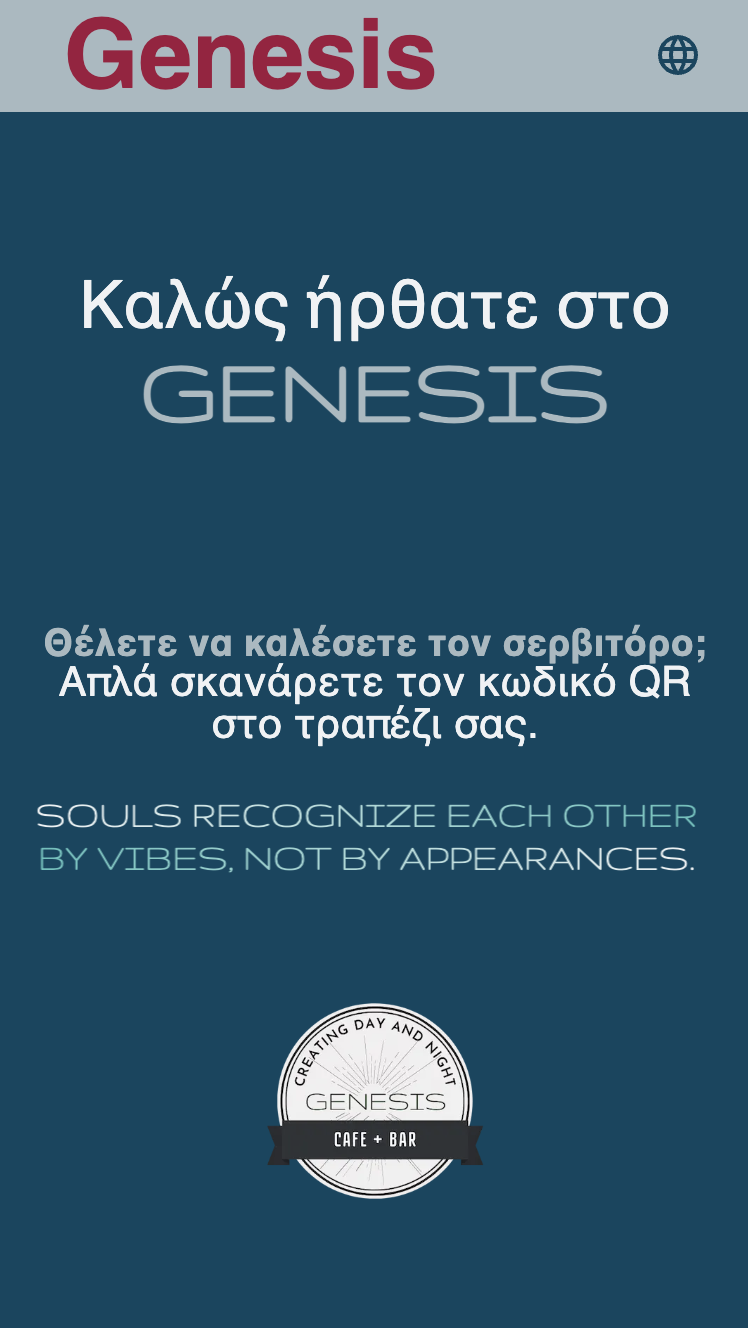 Genesis
Καλώς ήρθατε στο
GENESIS
Θέλετε να καλέσετε τον σερβιτόρο;
Απλά σκανάρετε τον κωδικό QR
στο τραπέζι σας.
SOULS RECOGNIZE EACH OTHER
BY VIBES, NOT BY APPEARANCES.
CREATING DAY AND NIGHT
GENESIS
CAFE + BAR